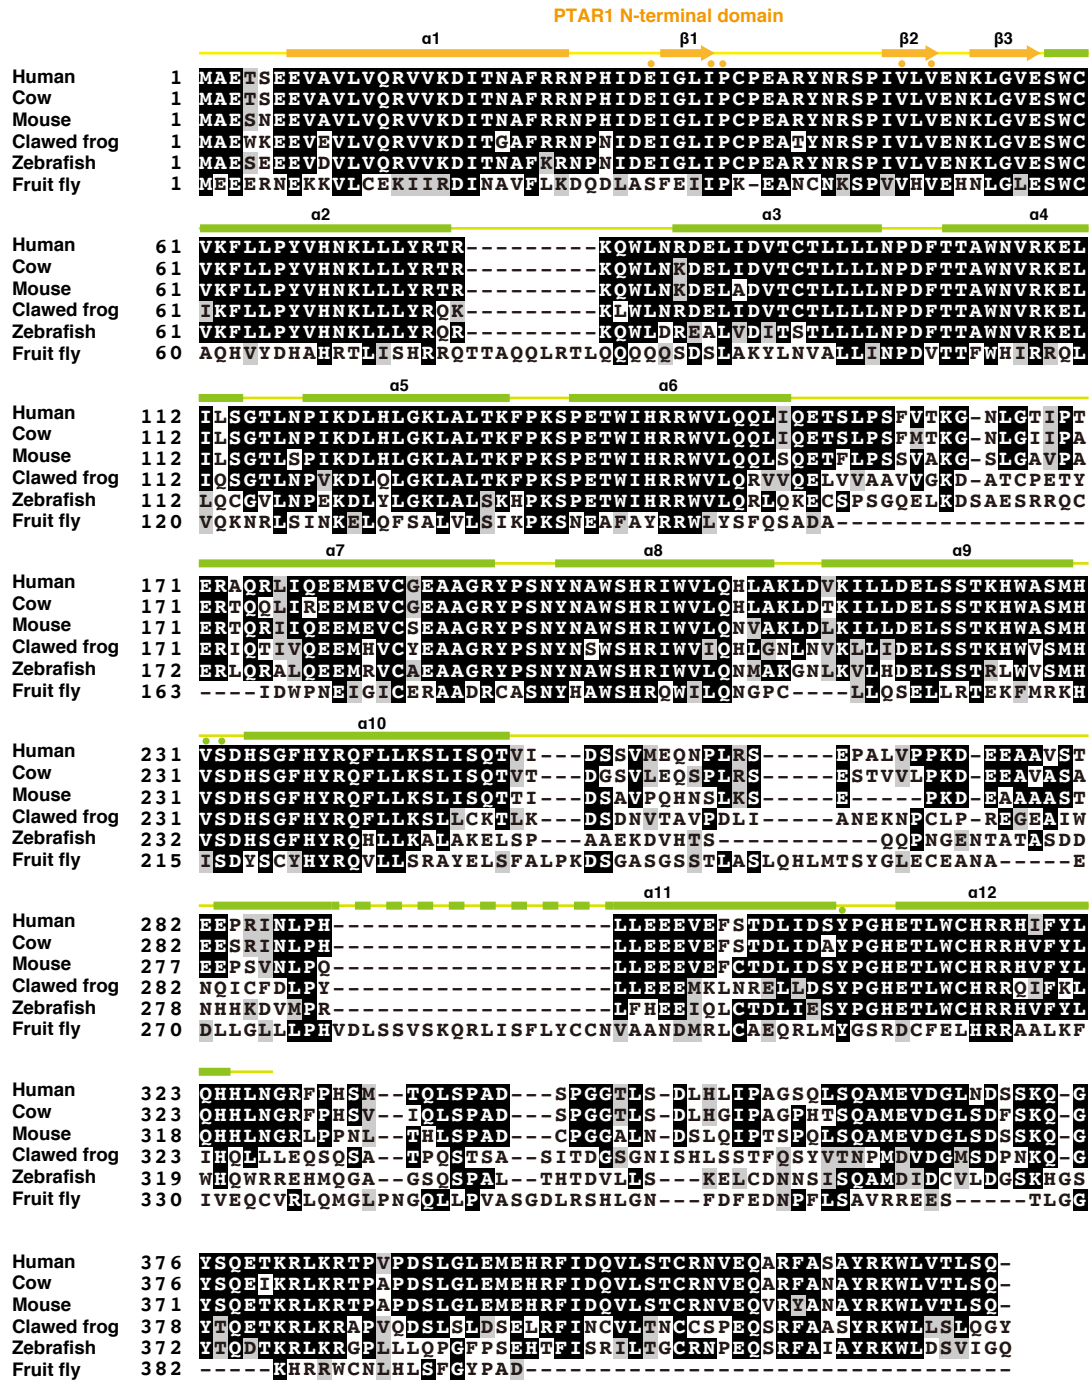 PTAR1 N-terminal domain
α1 β1 β2 β3
Human 1 MAETSEEVAVLVQRVVKDITNAFRRNPHIDEIGLIPCPEARYNRSPIVLVENKLGVESWC
Cow 1 MAETSEEVAVLVQRVVKDITNAFRRNPHIDEIGLIPCPEARYNRSPIVLVENKLGVESWC
Mouse 1 MAESNEEVAVLVQRVVKDITNAFRRNPHIDEIGLIPCPEARYNRSPIVLVENKLGVESWC
Clawed frog 1 MAEWKEEVEVLVQRVVKDITGAFRRNPNIDEIGLIPCPEATYNRSPIVLVENKLGVESWC
Zebrafish 1 MAESEEEVDVLVQRVVKDITNAFKRNPNIDEIGLIPCPEARYNRSPIVLVENKLGVESWC
Fruit fly 1 MEEERNEKKVLCEKIIRDINAVFLKDQDLASFEIIPK-EANCNKSPVVHVEHNLGLESWC
α2 α3 α4
Human 61 VKFLLPYVHNKLLLYRTR---------KQWLNRDELIDVTCTLLLLNPDFTTAWNVRKEL
Cow 61 VKFLLPYVHNKLLLYRTR---------KQWLNKDELIDVTCTLLLLNPDFTTAWNVRKEL
Mouse 61 VKFLLPYVHNKLLLYRTR---------KQWLNKDELADVTCTLLLLNPDFTTAWNVRKEL
Clawed frog 61 IKFLLPYVHNKLLLYRQK---------KLWLNRDELIDVTCTLLLLNPDFTTAWNVRKEL
Zebrafish 61 VKFLLPYVHNKLLLYRQR---------KQWLDREALVDITSTLLLLNPDFTTAWNVRKEL
Fruit fly 60 AQHVYDHAHRTLISHRRQTTAQQLRTLQQQQQSDSLAKYLNVALLINPDVTTFWHIRRQL
α5 α6
Human 112 ILSGTLNPIKDLHLGKLALTKFPKSPETWIHRRWVLQQLIQETSLPSFVTKG-NLGTIPT
Cow 112 ILSGTLNPIKDLHLGKLALTKFPKSPETWIHRRWVLQQLIQETSLPSFMTKG-NLGIIPA
Mouse 112 ILSGTLSPIKDLHLGKLALTKFPKSPETWIHRRWVLQQLSQETFLPSSVAKG-SLGAVPA
Clawed frog 112 IQSGTLNPVKDLQLGKLALTKFPKSPETWIHRRWVLQRVVQELVVAAVVGKD-ATCPETY
Zebrafish 112 LQCGVLNPEKDLYLGKLALSKHPKSPETWIHRRWVLQRLQKECSPSGQELKDSAESRRQC
Fruit fly 120 VQKNRLSINKELQFSALVLSIKPKSNEAFAYRRWLYSFQSADA-----------------
α7 α8 α9
Human 171 ERAQRLIQEEMEVCGEAAGRYPSNYNAWSHRIWVLQHLAKLDVKILLDELSSTKHWASMH
Cow 171 ERTQQLIREEMEVCGEAAGRYPSNYNAWSHRIWVLQHLAKLDTKILLDELSSTKHWASMH
Mouse 171 ERTQRIIQEEMEVCSEAAGRYPSNYNAWSHRIWVLQNVAKLDLKILLDELSSTKHWASMH
Clawed frog 171 ERIQTIVQEEMHVCYEAAGRYPSNYNSWSHRIWVIQHLGNLNVKLLIDELSSTKHWVSMH
Zebrafish 172 ERLQRALQEEMRVCAEAAGRYPSNYNAWSHRIWVLQNMAKGNLKVLHDELSSTRLWVSMH
Fruit fly 163 ----IDWPNEIGICERAADRCASNYHAWSHRQWILQNGPC----LLQSELLRTEKFMRKH
α10
Human 231 VSDHSGFHYRQFLLKSLISQTVI---DSSVMEQNPLRS-----EPALVPPKD-EEAAVST
Cow 231 VSDHSGFHYRQFLLKSLISQTVT---DGSVLEQSPLRS-----ESTVVLPKD-EEAVASA
Mouse 231 VSDHSGFHYRQFLLKSLISQTTI---DSAVPQHNSLKS-----E-----PKD-EAAAAST
Clawed frog 231 VSDHSGFHYRQFLLKSLLCKTLK---DSDNVTAVPDLI----ANEKNPCLP-REGEAIW
Zebrafish 232 VSDHSGFHYRQHLLKALAKELSP---AAEKDVHTS----------QQPNGENTATASDD
Fruit fly 215 ISDYSCYHYRQVLLSRAYELSFALPKDSGASGSSTLASLQHLMTSYGLECEANA-----E
α11 α12
Human 282 EEPRINLPH-------------------LLEEEVEFSTDLIDSYPGHETLWCHRRHIFYL
Cow 282 EESRINLPH-------------------LLEEEVEFSTDLIDAYPGHETLWCHRRHVFYL
Mouse 277 EEPSVNLPQ-------------------LLEEEVEFCTDLIDSYPGHETLWCHRRHVFYL
Clawed frog 282 NQICFDLPY-------------------LLEEEMKLNRELLDSYPGHETLWCHRRQIFKL
Zebrafish 278 NHHKDVMPR-------------------LFHEEIQLCTDLIESYPGHETLWCHRRHVFYL
Fruit fly 270 DLLGLLLPHVDLSSVSKQRLISFLYCCNVAANDMRLCAEQRLMYGSRDCFELHRRAALKF
Human 323 QHHLNGRFPHSM--TQLSPAD---SPGGTLS-DLHLIPAGSQLSQAMEVDGLNDSSKQ-G
Cow 323 QHHLNGRFPHSV--IQLSPAD---SPGGTLS-DLHGIPAGPHTSQAMEVDGLSDFSKQ-G
Mouse 318 QHHLNGRLPPNL--THLSPAD---CPGGALN-DSLQIPTSPQLSQAMEVDGLSDSSKQ-G
Clawed frog 323 IHQLLLEQSQSA--TPQSTSA-SITDGSGNISHLSSTFQSYVTNPMDVDGMSDPNKQ-G
Zebrafish 319 WHQWRREHMQGA--GSQSPAL--THTDVLLS---KELCDNNSISQAMDIDCVLDGSKHGS
Fruit fly 330 IVEQCVRLQMGLPNGQLLPVASGDLRSHLGN---FDFEDNPFLSAVRREES----TLGG
Human 376 YSQETKRLKRTPVPDSLGLEMEHRFIDQVLSTCRNVEQARFASAYRKWLVTLSQ-
Cow 376 YSQEIKRLKRTPAPDSLGLEMEHRFIDQVLSTCRNVEQARFANAYRKWLVTLSQ-
Mouse 371 YSQETKRLKRTPAPDSLGLEMEHRFIDQVLSTCRNVEQVRYANAYRKWLVTLSQ-
Clawed frog 378 YTQETKRLKRAPVQDSLSLDSELRFINCVLTNCCSPEQSRFAASYRKWLLSLQGY
Zebrafish 372 YTQDTKRLKRGPLLLQPGFPSEHTFISRILTGCRNPEQSRFAIAYRKWLDSVIGQ
Fruit fly 382 -----KHRRWCNLHLSFGYPAD---------------------------------